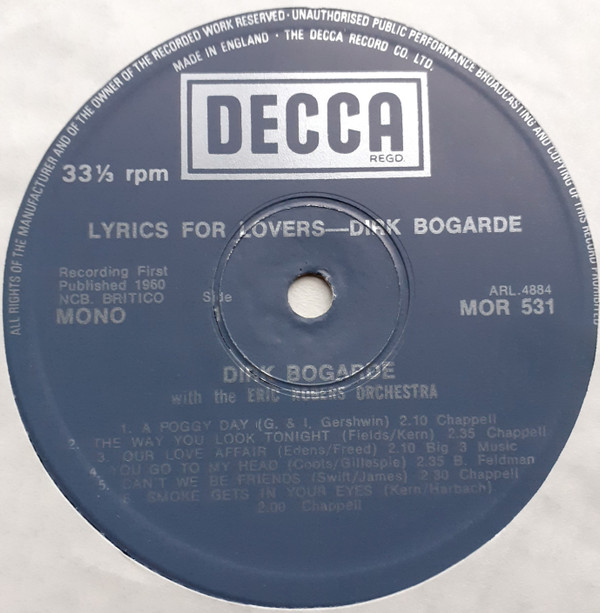 ALL RIGHTS OF THE MANUFACTURER AND OF THE OWNER OF THE RECORDED WORK RESERVED · UNAUTHORISED PUBLIC PERFORMANCE BROADCASTING AND COPYING OF THIS RECORD PROHIBITED
MADE IN ENGLAND · THE DECCA RECORD CO. LTD.
DECCA
REGD
33⅓ rpm
LYRICS FOR LOVERS—DIRK BOGARDE
Recording First
Published 1960
NCB. BRITICO Side
MONO
ARL.4884
MOR 531
DIRK BOGARDE
with the ERIC ROGERS ORCHESTRA
1. A FOGGY DAY (G. & I. Gershwin) 2.10 Chappell
2. THE WAY YOU LOOK TONIGHT (Fields/Kern) 2.35 Chappell
3. OUR LOVE AFFAIR (Edens/Freed) 2.10 Big 3 Music
4. YOU GO TO MY HEAD (Coots/Gillespie) 2.35 B. Feldman
5. CAN'T WE BE FRIENDS (Swift/James) 2.30 Chappell
6. SMOKE GETS IN YOUR EYES (Kern/Harbach)
2.00 Chappell